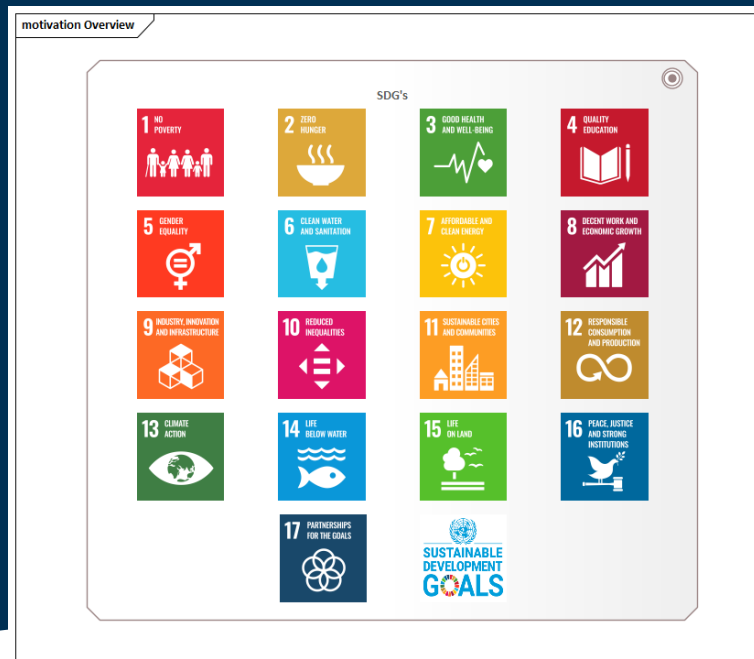 motivation Overview
SDG's
1 NO
POVERTY
2 ZERO
HUNGER
3 GOOD HEALTH
AND WELL-BEING
4 QUALITY
EDUCATION
5 GENDER
EQUALITY
6 CLEAN WATER
AND SANITATION
7 AFFORDABLE AND
CLEAN ENERGY
8 DECENT WORK AND
ECONOMIC GROWTH
9 INDUSTRY, INNOVATION
AND INFRASTRUCTURE
10 REDUCED
INEQUALITIES
11 SUSTAINABLE CITIES
AND COMMUNITIES
12 RESPONSIBLE
CONSUMPTION
AND PRODUCTION
13 CLIMATE
ACTION
14 LIFE
BELOW WATER
15 LIFE
ON LAND
16 PEACE, JUSTICE
AND STRONG
INSTITUTIONS
17 PARTNERSHIPS
FOR THE GOALS
SUSTAINABLE
DEVELOPMENT
GOALS